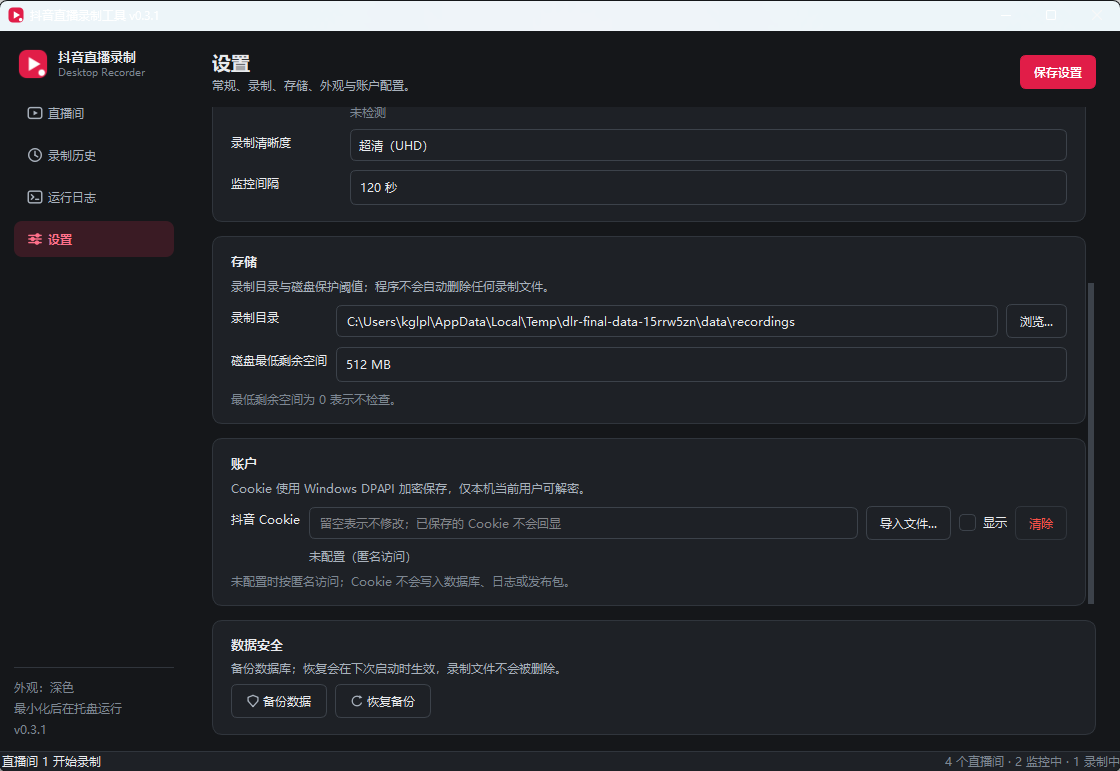 抖音直播录制工具 v0.3.1
抖音直播录制
Desktop Recorder
直播间
录制历史
运行日志
设置
外观：深色
最小化后在托盘运行
v0.3.1
设置
常规、录制、存储、外观与账户配置。
保存设置
未检测
录制清晰度
超清（UHD）
监控间隔
120 秒
存储
录制目录与磁盘保护阈值；程序不会自动删除任何录制文件。
录制目录
C:\Users\kglpl\AppData\Local\Temp\dlr-final-data-15rrw5zn\data\recordings
浏览...
磁盘最低剩余空间
512 MB
最低剩余空间为 0 表示不检查。
账户
Cookie 使用 Windows DPAPI 加密保存，仅本机当前用户可解密。
抖音 Cookie
留空表示不修改；已保存的 Cookie 不会回显
导入文件...
显示
清除
未配置（匿名访问）
未配置时按匿名访问；Cookie 不会写入数据库、日志或发布包。
数据安全
备份数据库；恢复会在下次启动时生效，录制文件不会被删除。
备份数据
恢复备份
直播间 1 开始录制
4 个直播间 · 2 监控中 · 1 录制中